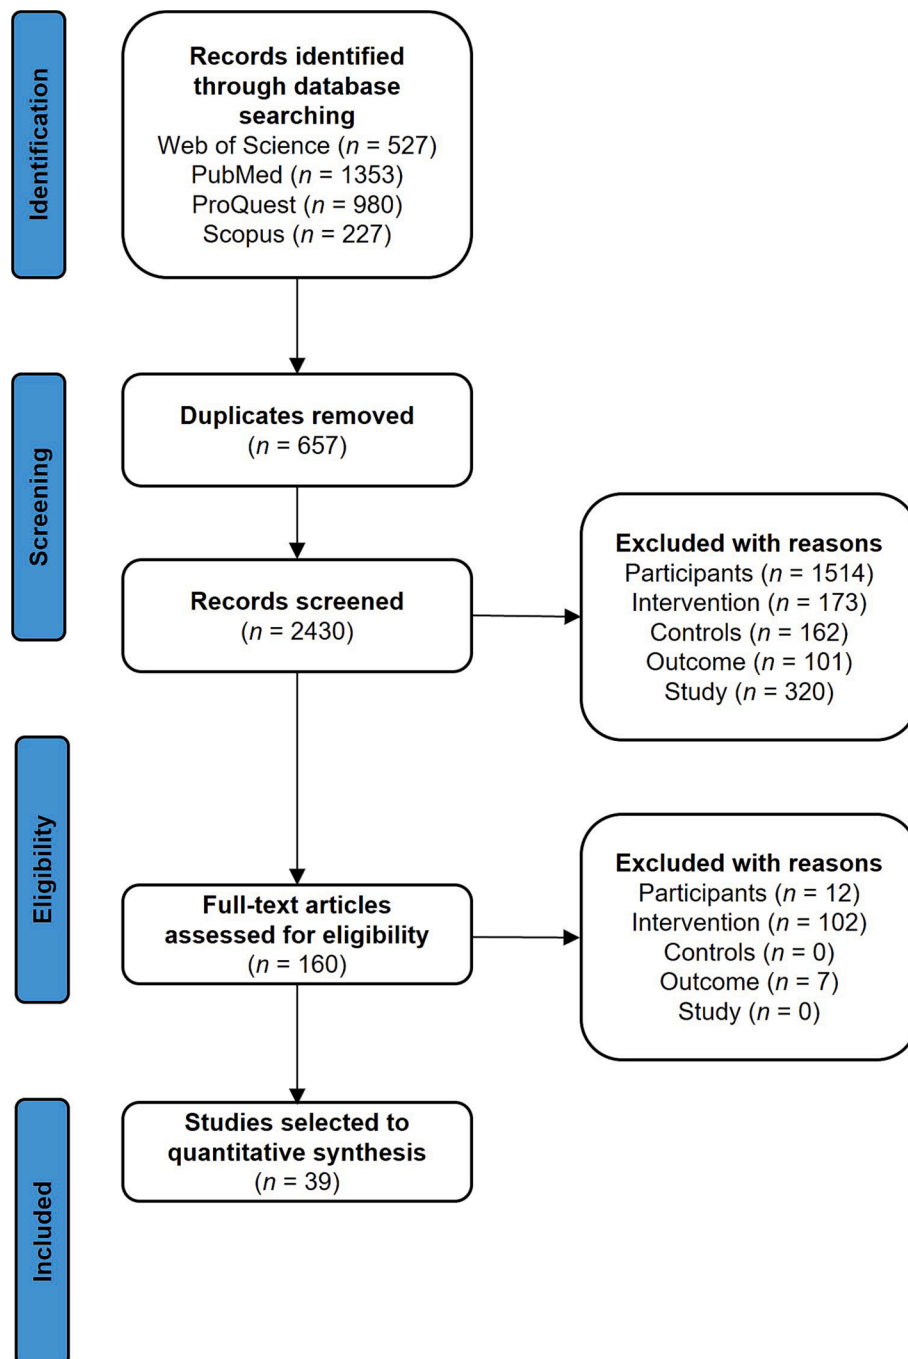 Identification
Records identified
through database
searching
Web of Science (n = 527)
PubMed (n = 1353)
ProQuest (n = 980)
Scopus (n = 227)
Screening
Duplicates removed
(n = 657)
Records screened
(n = 2430)
Excluded with reasons
Participants (n = 1514)
Intervention (n = 173)
Controls (n = 162)
Outcome (n = 101)
Study (n = 320)
Eligibility
Full-text articles
assessed for eligibility
(n = 160)
Excluded with reasons
Participants (n = 12)
Intervention (n = 102)
Controls (n = 0)
Outcome (n = 7)
Study (n = 0)
Included
Studies selected to
quantitative synthesis
(n = 39)